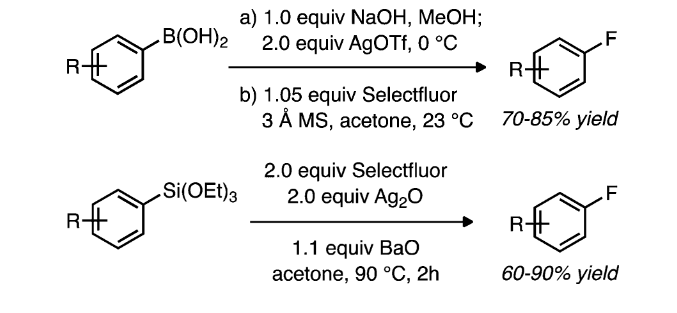 a) 1.0 equiv NaOH, MeOH;
2.0 equiv AgOTf, 0 °C
b) 1.05 equiv Selectfluor
3 Å MS, acetone, 23 °C
R
B(OH)₂
R
F
70-85% yield
2.0 equiv Selectfluor
2.0 equiv Ag₂O
1.1 equiv BaO
acetone, 90 °C, 2h
R
Si(OEt)₃
R
F
60-90% yield